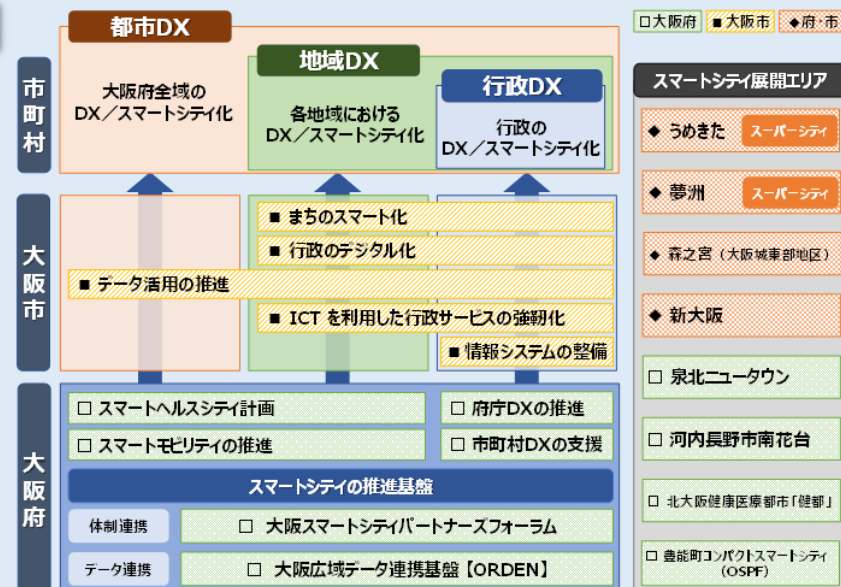 □大阪府 ■大阪市 ◆府・市
都市DX
地域DX
行政DX
市町村
大阪府全域の
DX／スマートシティ化
各地域における
DX／スマートシティ化
行政の
DX／スマートシティ化
大阪市
■ まちのスマート化
■ 行政のデジタル化
■ データ活用の推進
■ ICT を利用した行政サービスの強靭化
■ 情報システムの整備
大阪府
□ スマートヘルスシティ計画
□ 府庁DXの推進
□ スマートモビリティの推進
□ 市町村DXの支援
スマートシティの推進基盤
体制連携
□ 大阪スマートシティパートナーズフォーラム
データ連携
□ 大阪広域データ連携基盤【ORDEN】
スマートシティ展開エリア
◆ うめきた スーパーシティ
◆ 夢洲 スーパーシティ
◆ 森之宮（大阪城東部地区）
◆ 新大阪
□ 泉北ニュータウン
□ 河内長野市南花台
□ 北大阪健康医療都市「健都」
□ 豊能町コンパクトスマートシティ
(OSPF)